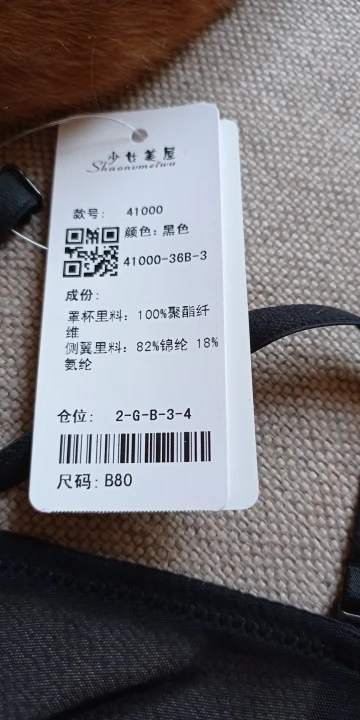 少女美屋
Shaonvmeiwu
款号: 41000
颜色: 黑色
41000-36B-3
成份:
罩杯里料: 100%聚酯纤
维
侧翼里料: 82%锦纶 18%
氨纶
仓位: 2-G-B-3-4
尺码: B80